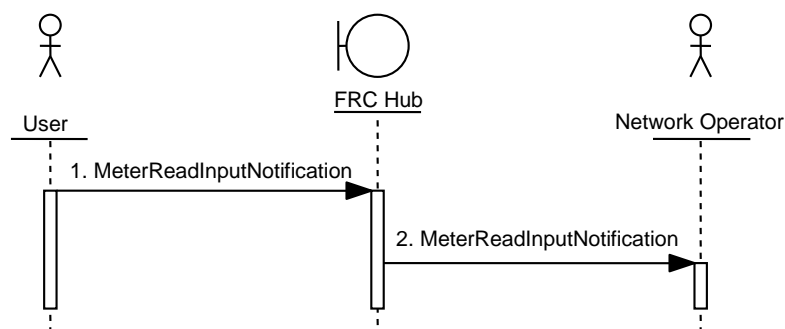 FRC Hub
User
Network Operator
1. MeterReadInputNotification
2. MeterReadInputNotification